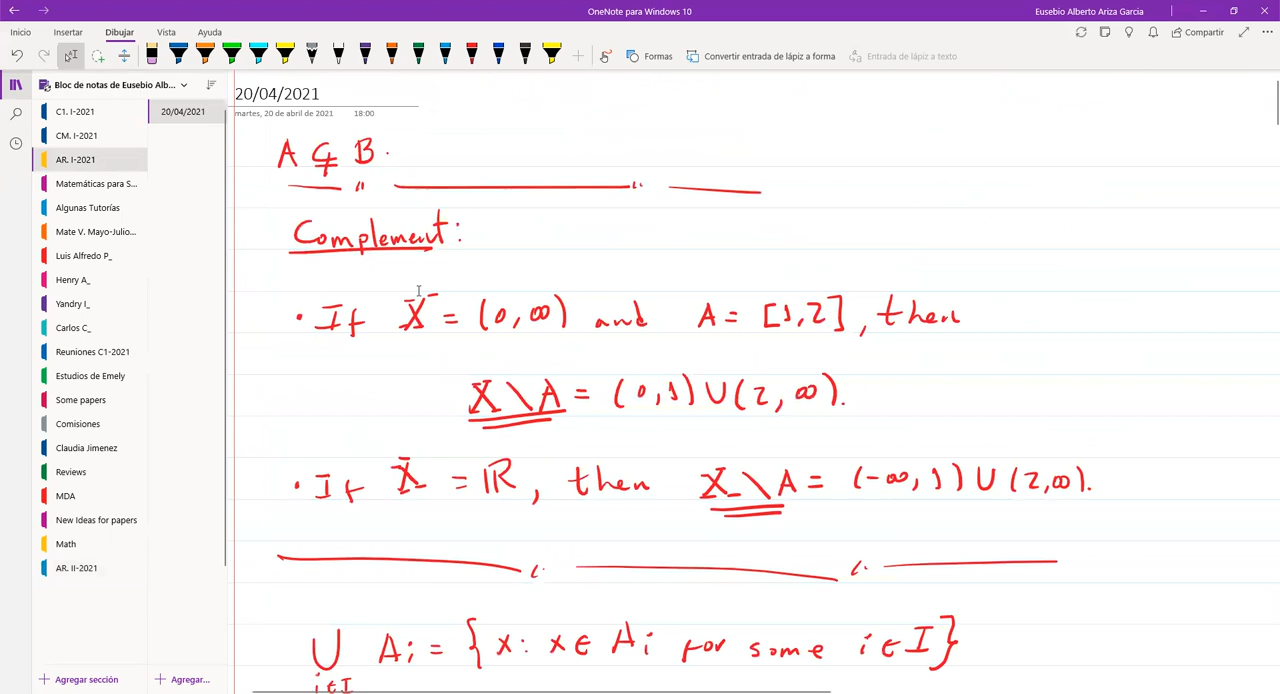 OneNote para Windows 10
Eusebio Alberto Ariza Garcia
Inicio Insertar Dibujar Vista Ayuda
Compartir
Formas Convertir entrada de lápiz a forma Entrada de lápiz a texto
Bloc de notas de Eusebio Alb...
C1. I-2021
CM. I-2021
AR. I-2021
Matemáticas para S...
Algunas Tutorías
Mate V. Mayo-Julio...
Luis Alfredo P_
Henry A_
Yandry I_
Carlos C_
Reuniones C1-2021
Estudios de Emely
Some papers
Comisiones
Claudia Jimenez
Reviews
MDA
New Ideas for papers
Math
AR. II-2021
Agregar sección
20/04/2021
Agregar...
20/04/2021
martes, 20 de abril de 2021 18:00
A ⊊ B.
Complement:
• If X = (0, ∞) and A = [1, 2], then
X \ A = (0, 1) ∪ (2, ∞).
• If X = ℝ, then X \ A = (-∞, 1) ∪ (2, ∞).
⋃ Ai = { x : x ∈ Ai for some i ∈ I }
i∈I